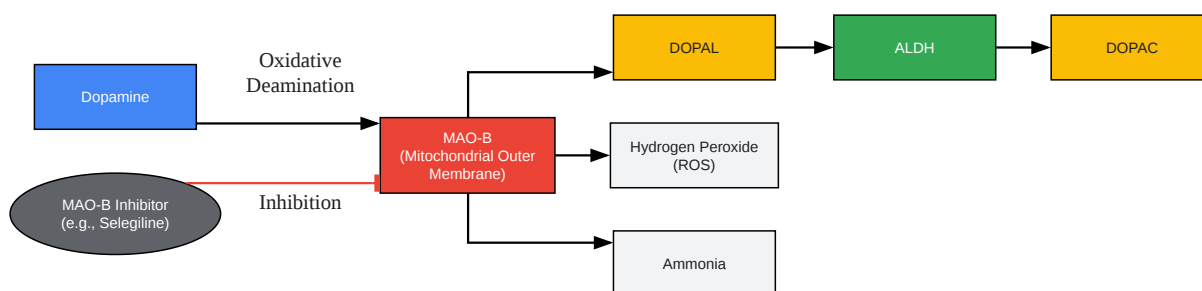 DOPAL
ALDH
DOPAC
Oxidative
Deamination
Dopamine
MAO-B
(Mitochondrial Outer
Membrane)
Hydrogen Peroxide
(ROS)
MAO-B Inhibitor
(e.g., Selegiline)
Inhibition
Ammonia